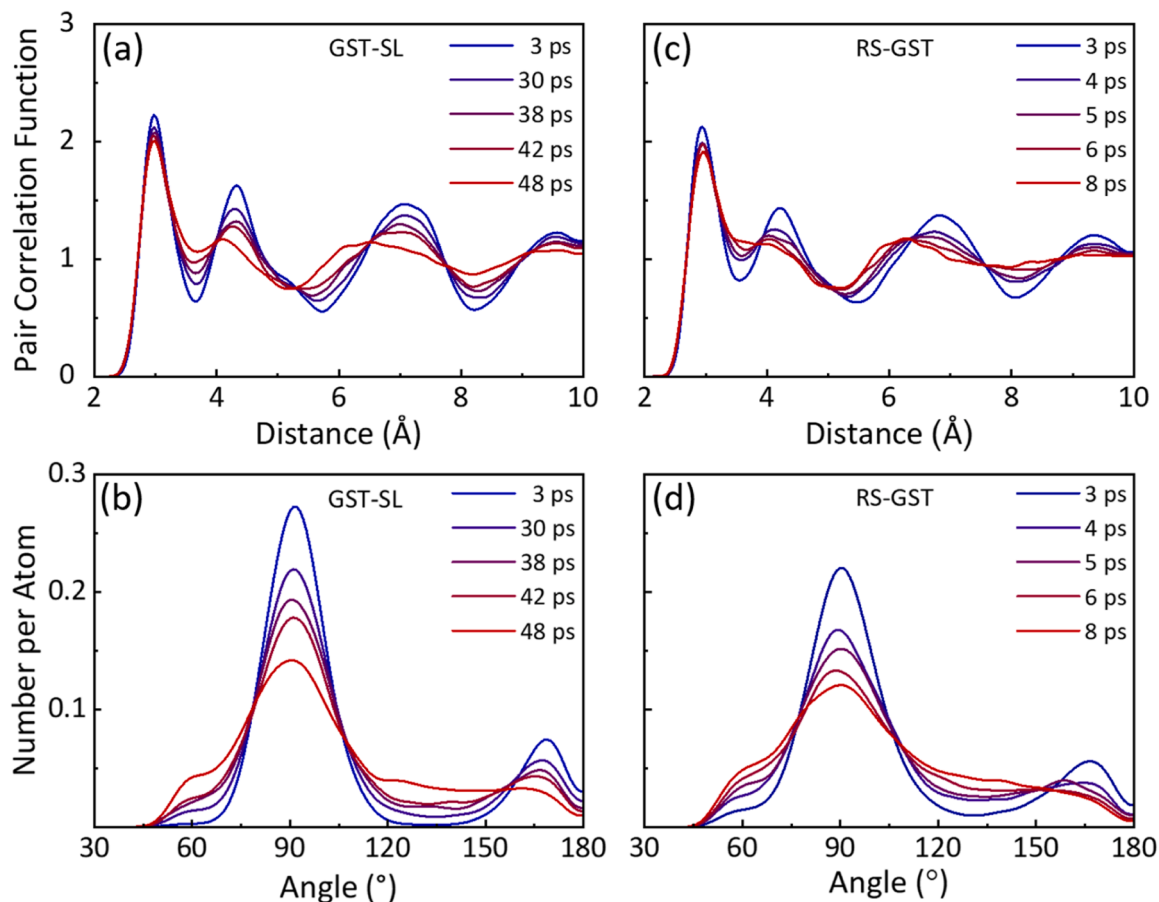 (a)
GST-SL
3 ps
30 ps
38 ps
42 ps
48 ps
Pair Correlation Function
3
2
1
0
2
4
6
8
10
Distance (Å)
(c)
RS-GST
3 ps
4 ps
5 ps
6 ps
8 ps
2
4
6
8
10
Distance (Å)
(b)
GST-SL
3 ps
30 ps
38 ps
42 ps
48 ps
Number per Atom
0.3
0.2
0.1
30
60
90
120
150
180
Angle (°)
(d)
RS-GST
3 ps
4 ps
5 ps
6 ps
8 ps
30
60
90
120
150
180
Angle (°)